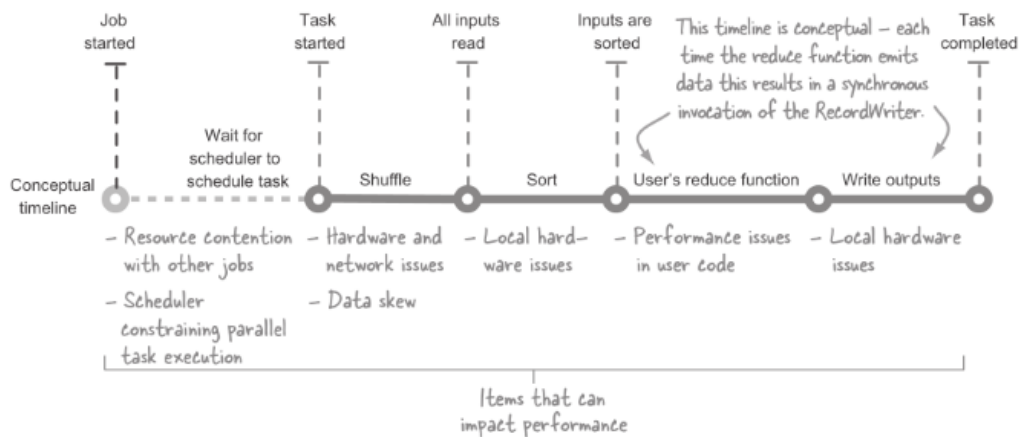 Job
started
Task
started
All inputs
read
Inputs are
sorted
This timeline is conceptual – each
time the reduce function emits
data this results in a synchronous
invocation of the RecordWriter.
Task
completed
Wait for
scheduler to
schedule task
Conceptual
timeline
Shuffle
Sort
User's reduce function
Write outputs
– Resource contention
with other jobs
– Scheduler
constraining parallel
task execution
– Hardware and
network issues
– Data skew
– Local hard-
ware issues
– Performance issues
in user code
– Local hardware
issues
Items that can
impact performance